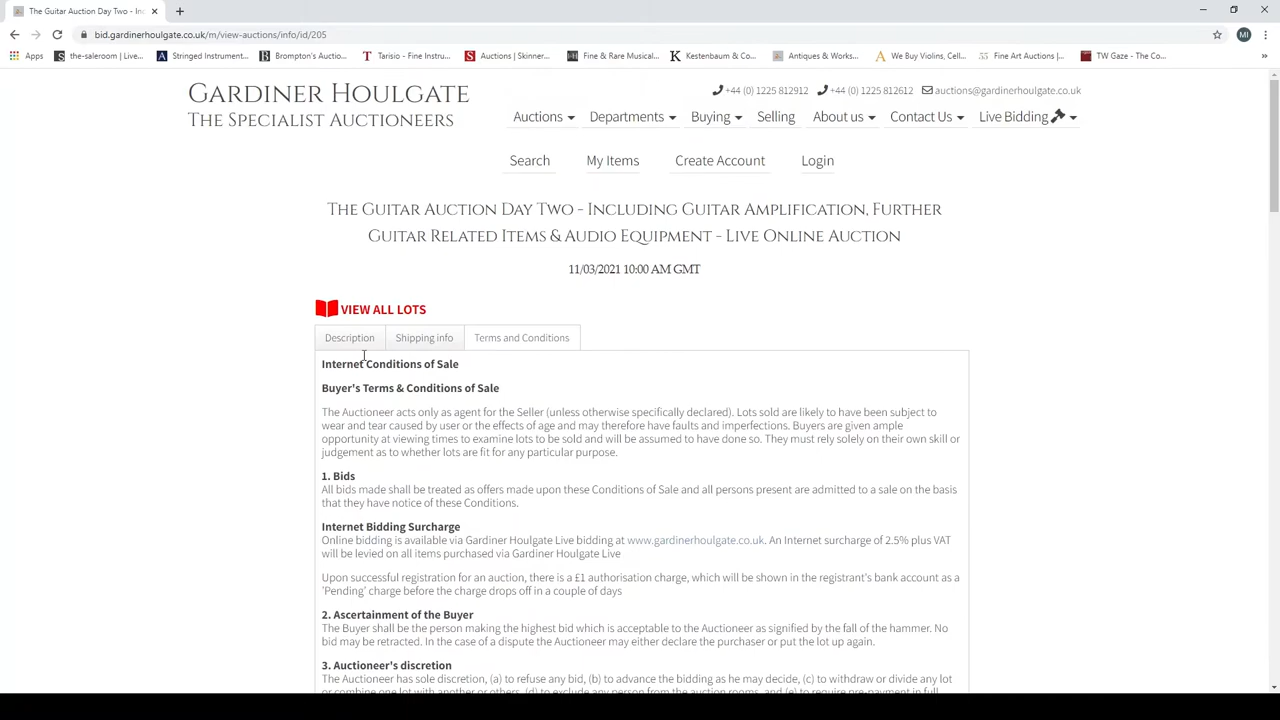 The Guitar Auction Day Two - Inc
bid.gardinerhoulgate.co.uk/m/view-auctions/info/id/205
MI
Apps
the-saleroom | Live...
Stringed Instrument...
Brompton's Auction...
Tarisio - Fine Instru...
Auctions | Skinner...
Fine & Rare Musical...
Kestenbaum & Co...
Antiques & Works...
We Buy Violins, Cell...
Fine Art Auctions |...
TW Gaze - The Co...
GARDINER HOULGATE
THE SPECIALIST AUCTIONEERS
+44 (0) 1225 812912
+44 (0) 1225 812612
auctions@gardinerhoulgate.co.uk
Auctions
Departments
Buying
Selling
About us
Contact Us
Live Bidding
Search
My Items
Create Account
Login
THE GUITAR AUCTION DAY TWO - INCLUDING GUITAR AMPLIFICATION, FURTHER
GUITAR RELATED ITEMS & AUDIO EQUIPMENT - LIVE ONLINE AUCTION
11/03/2021 10:00 AM GMT
VIEW ALL LOTS
Description
Shipping info
Terms and Conditions
Internet Conditions of Sale
Buyer's Terms & Conditions of Sale
The Auctioneer acts only as agent for the Seller (unless otherwise specifically declared). Lots sold are likely to have been subject to
wear and tear caused by user or the effects of age and may therefore have faults and imperfections. Buyers are given ample
opportunity at viewing times to examine lots to be sold and will be assumed to have done so. They must rely solely on their own skill or
judgement as to whether lots are fit for any particular purpose.
1. Bids
All bids made shall be treated as offers made upon these Conditions of Sale and all persons present are admitted to a sale on the basis
that they have notice of these Conditions.
Internet Bidding Surcharge
Online bidding is available via Gardiner Houlgate Live bidding at www.gardinerhoulgate.co.uk. An Internet surcharge of 2.5% plus VAT
will be levied on all items purchased via Gardiner Houlgate Live
Upon successful registration for an auction, there is a £1 authorisation charge, which will be shown in the registrant's bank account as a
'Pending' charge before the charge drops off in a couple of days
2. Ascertainment of the Buyer
The Buyer shall be the person making the highest bid which is acceptable to the Auctioneer as signified by the fall of the hammer. No
bid may be retracted. In the case of a dispute the Auctioneer may either declare the purchaser or put the lot up again.
3. Auctioneer's discretion
The Auctioneer has sole discretion, (a) to refuse any bid, (b) to advance the bidding as he may decide, (c) to withdraw or divide any lot
or combine one lot with another or others, (d) to exclude any person from the auction rooms, and (e) to require pre-payment in full